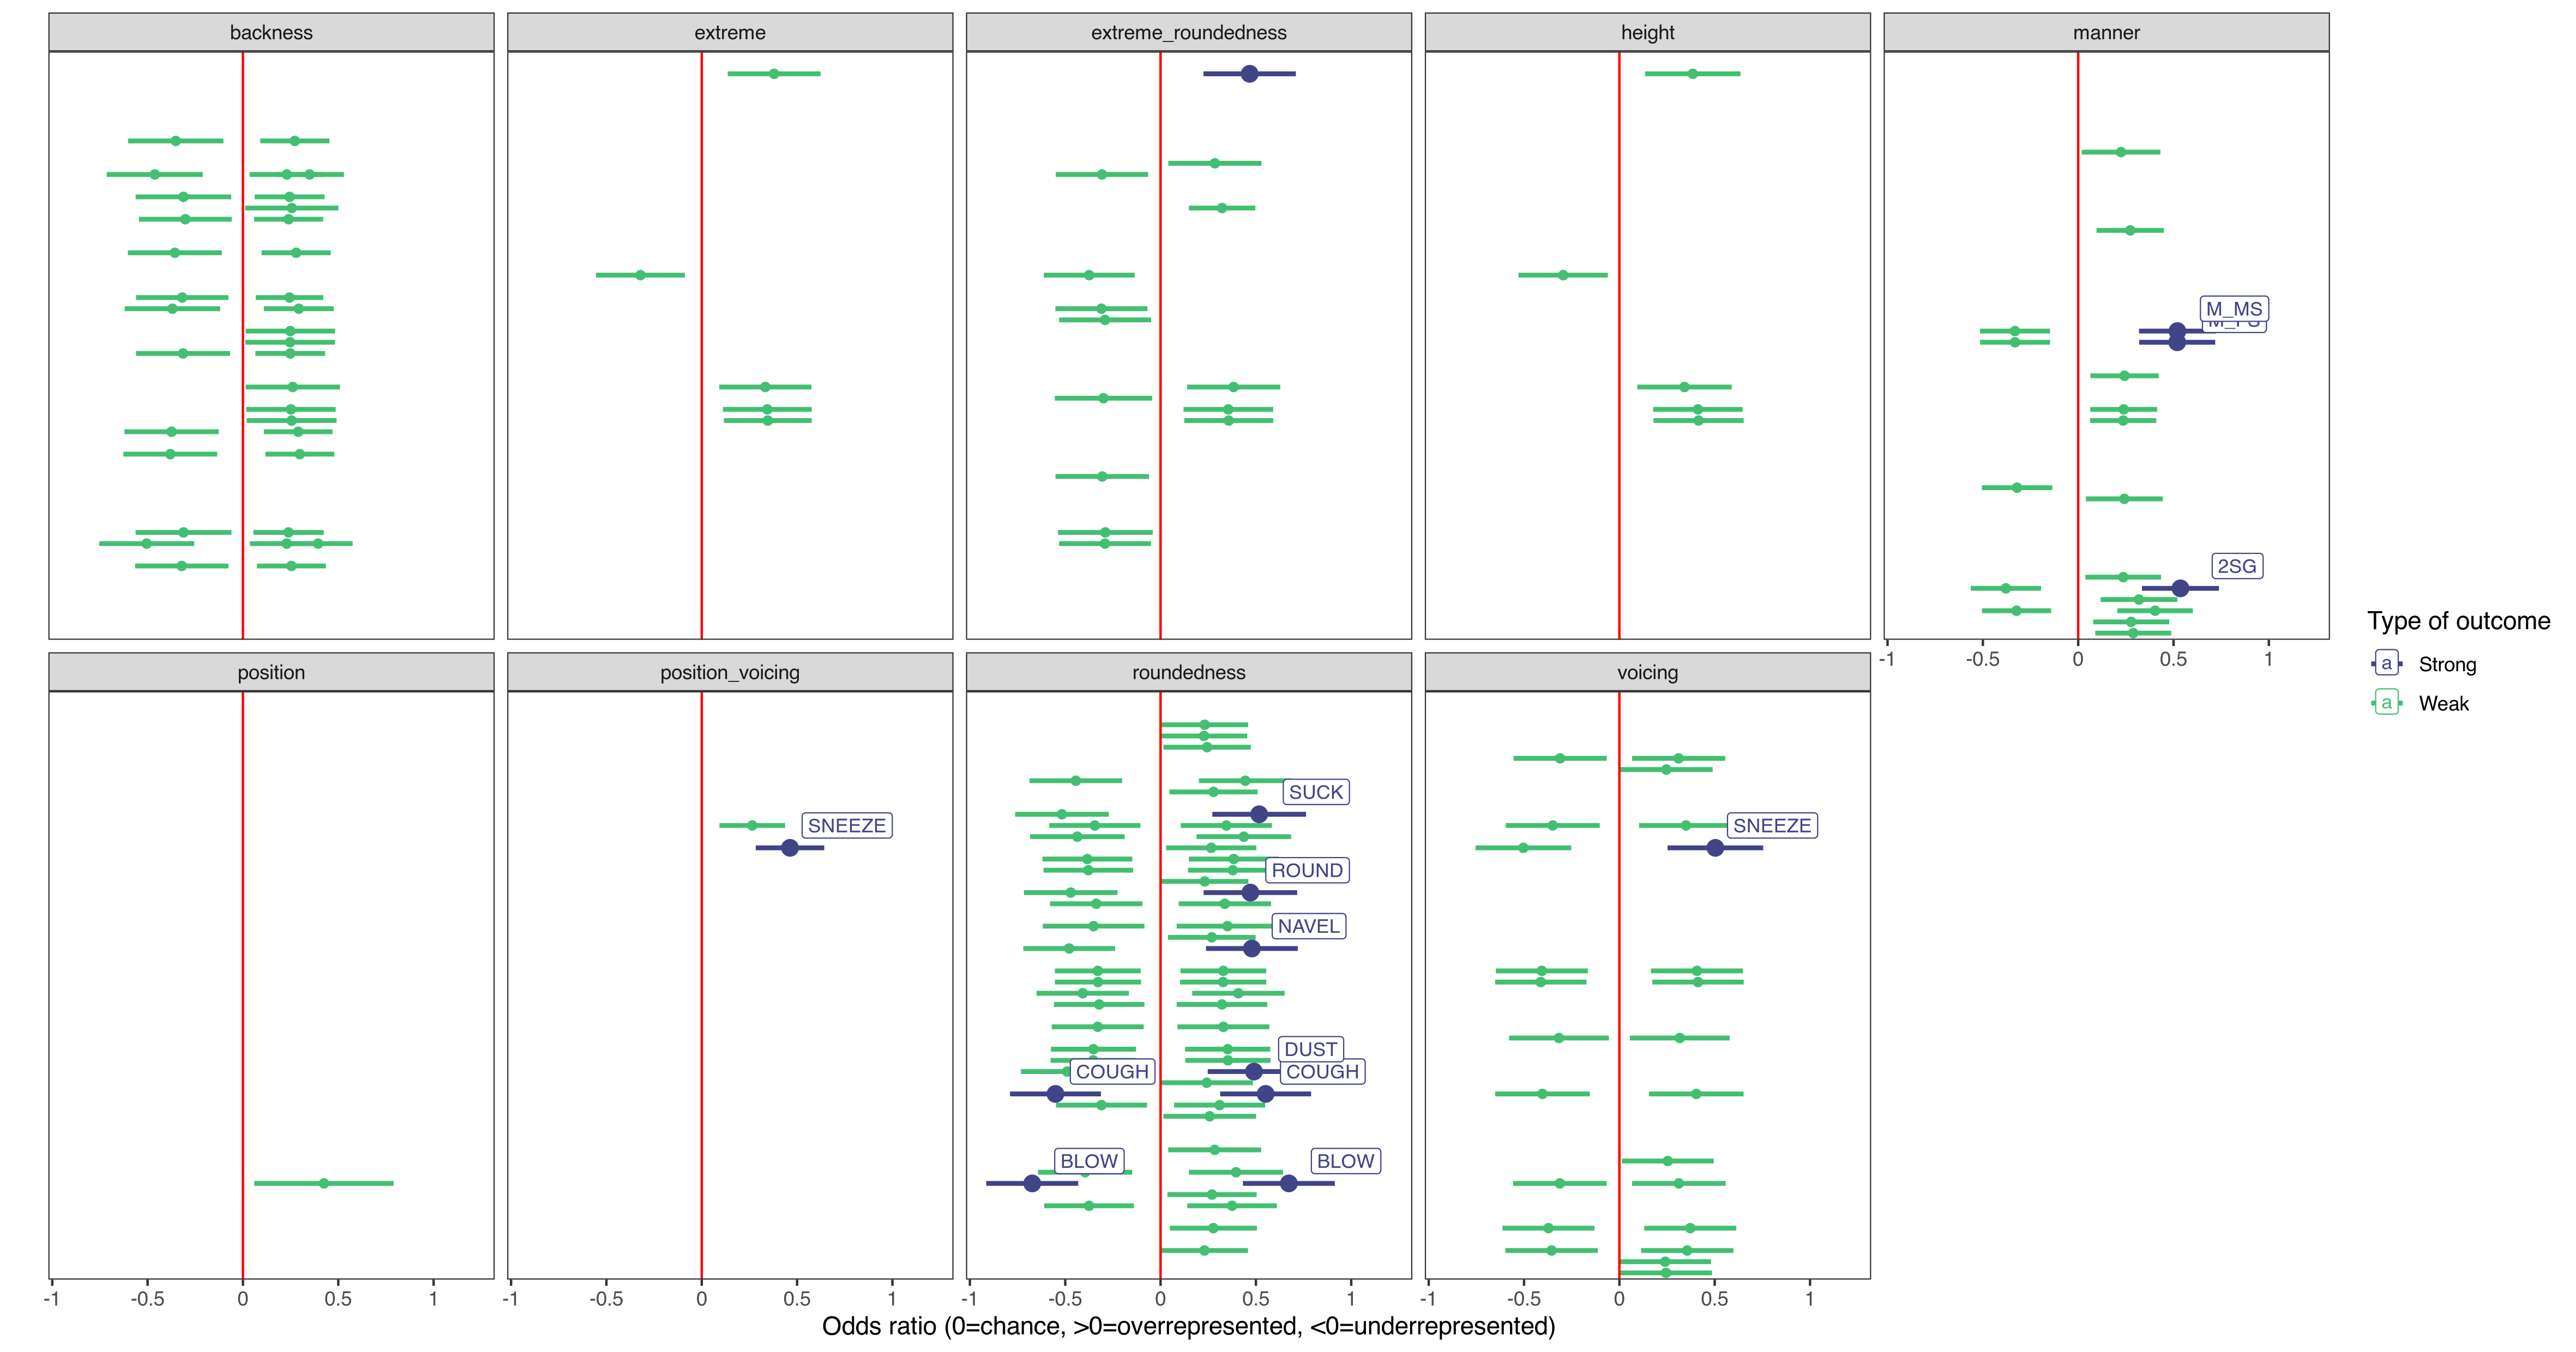 backness
extreme
extreme_roundedness
height
manner
M_MS
2SG
-1 -0.5 0 0.5 1
Type of outcome
a Strong
a Weak
position
position_voicing
roundedness
voicing
SNEEZE
SUCK
ROUND
NAVEL
DUST
COUGH
COUGH
BLOW
BLOW
SNEEZE
-1 -0.5 0 0.5 1
-1 -0.5 0 0.5 1
-1 -0.5 0 0.5 1
-1 -0.5 0 0.5 1
Odds ratio (0=chance, >0=overrepresented, <0=underrepresented)